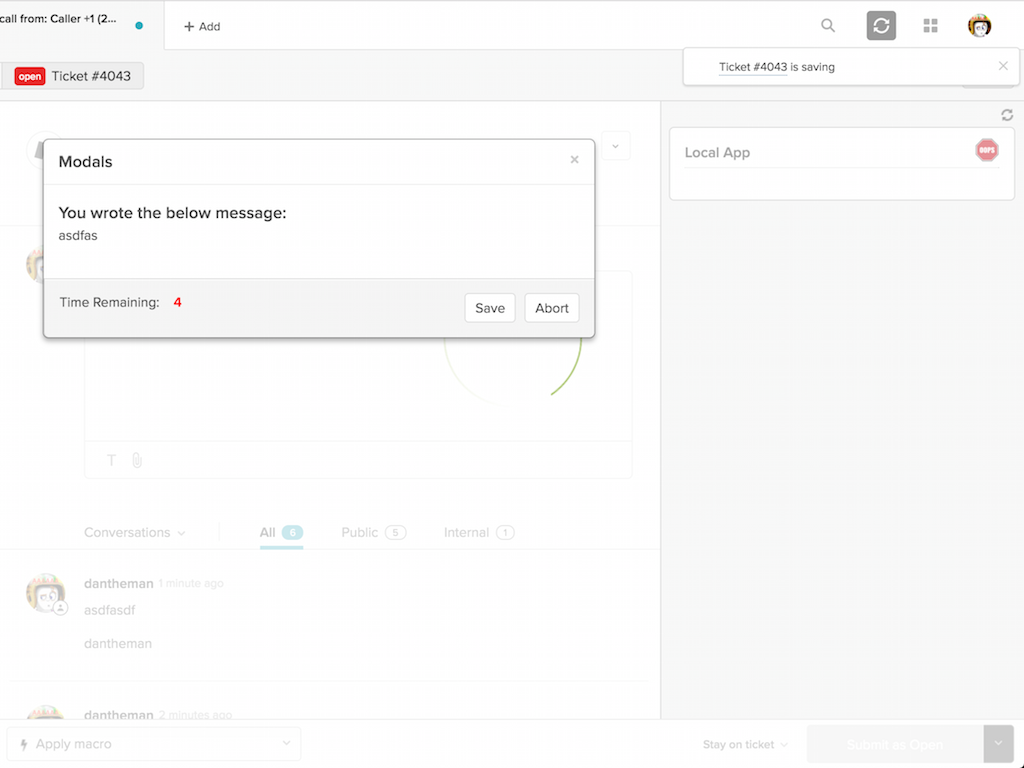 call from: Caller +1 (2...
+ Add
open Ticket #4043
Ticket #4043 is saving
Modals
×
You wrote the below message:
asdfas
Time Remaining: 4
Save
Abort
Local App
OOPS
T
Conversations
All 6
Public 5
Internal 1
dantheman 1 minute ago
asdfasdf
dantheman
dantheman 2 minutes ago
Apply macro
Stay on ticket
Submit as Open